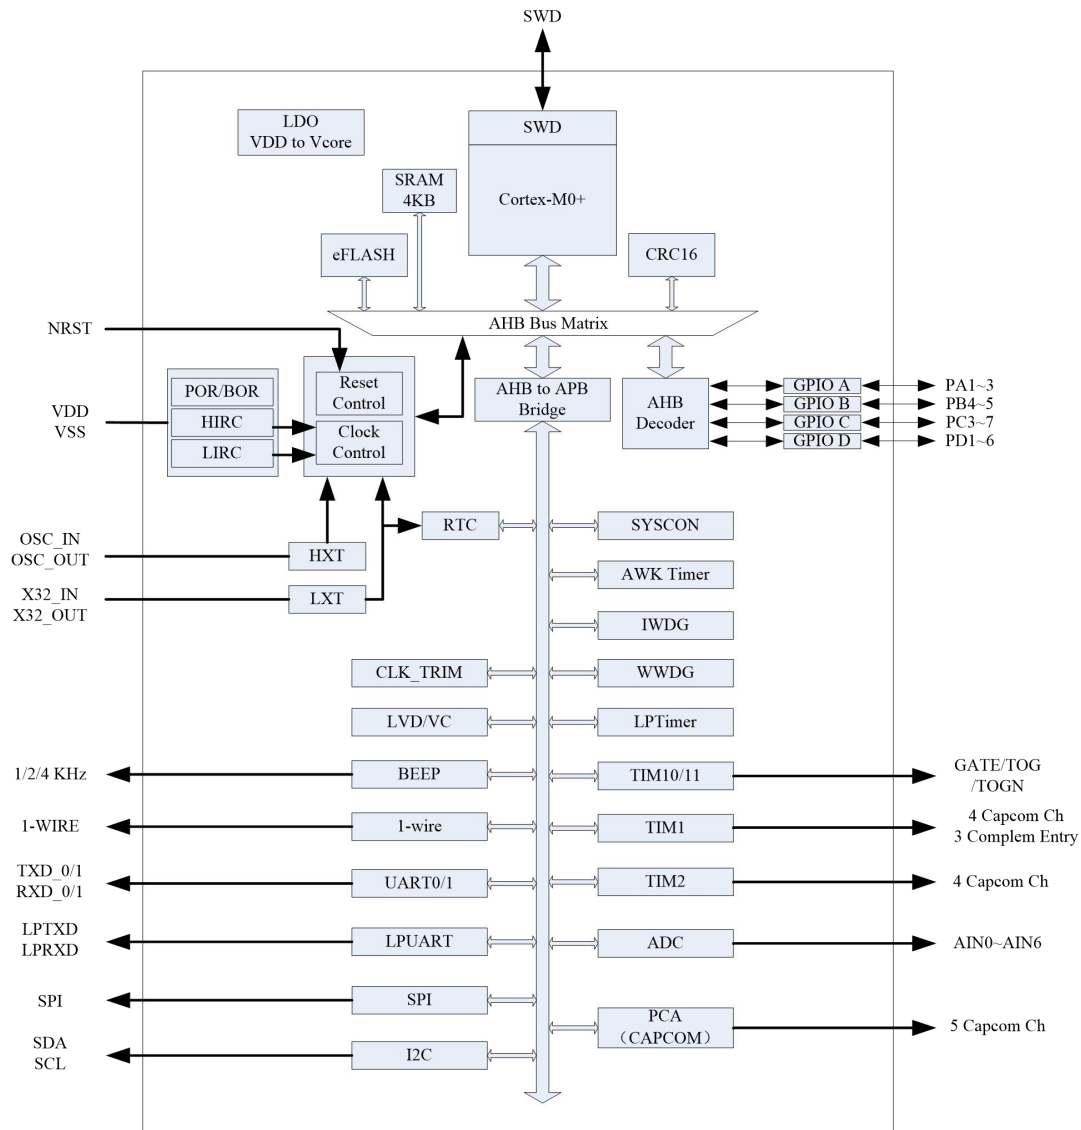 SWD
LDO
VDD to Vcore
SWD
SRAM
4KB
Cortex-M0+
eFLASH
CRC16
NRST
AHB Bus Matrix
POR/BOR
HIRC
LIRC
VDD
VSS
Reset
Control
Clock
Control
AHB to APB
Bridge
AHB
Decoder
GPIO A
GPIO B
GPIO C
GPIO D
PA1~3
PB4~5
PC3~7
PD1~6
OSC_IN
OSC_OUT
HXT
RTC
SYSCON
X32_IN
X32_OUT
LXT
AWK Timer
IWDG
CLK_TRIM
WWDG
LVD/VC
LPTimer
1/2/4 KHz
BEEP
TIM10/11
GATE/TOG
/TOGN
1-WIRE
1-wire
TIM1
4 Capcom Ch
3 Complem Entry
TXD_0/1
RXD_0/1
UART0/1
TIM2
4 Capcom Ch
LPTXD
LPRXD
LPUART
ADC
AIN0~AIN6
SPI
SPI
PCA
（CAPCOM）
5 Capcom Ch
SDA
SCL
I2C